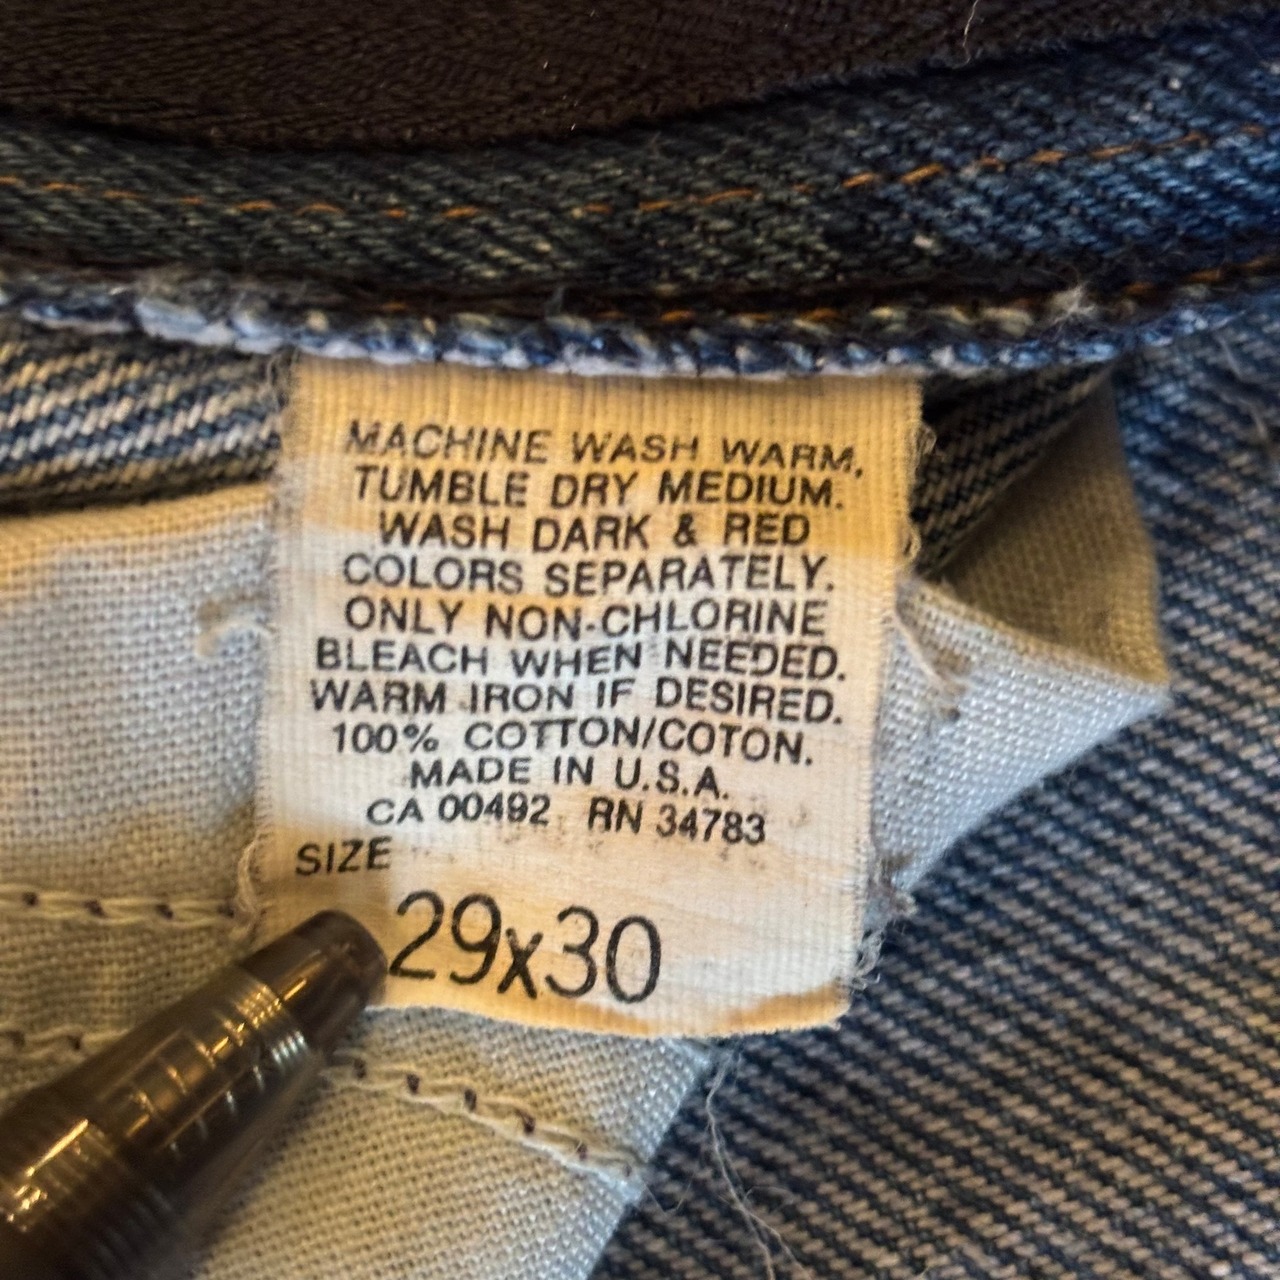 MACHINE WASH WARM,
TUMBLE DRY MEDIUM.
WASH DARK & RED
COLORS SEPARATELY.
ONLY NON-CHLORINE
BLEACH WHEN NEEDED.
WARM IRON IF DESIRED.
100% COTTON/COTON.
MADE IN U.S.A.
CA 00492 RN 34783
SIZE
29x30